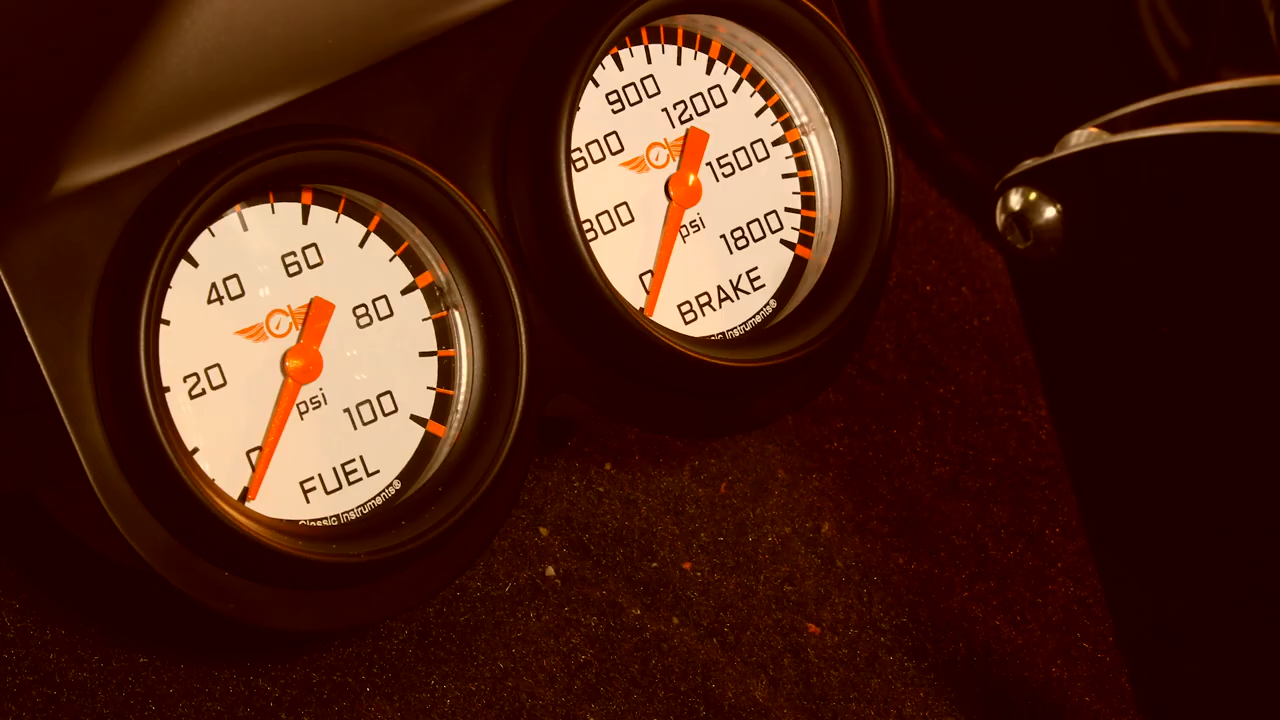 0
20
40
60
80
100
psi
FUEL
Classic Instruments®
0
300
600
900
1200
1500
1800
psi
BRAKE
Classic Instruments®